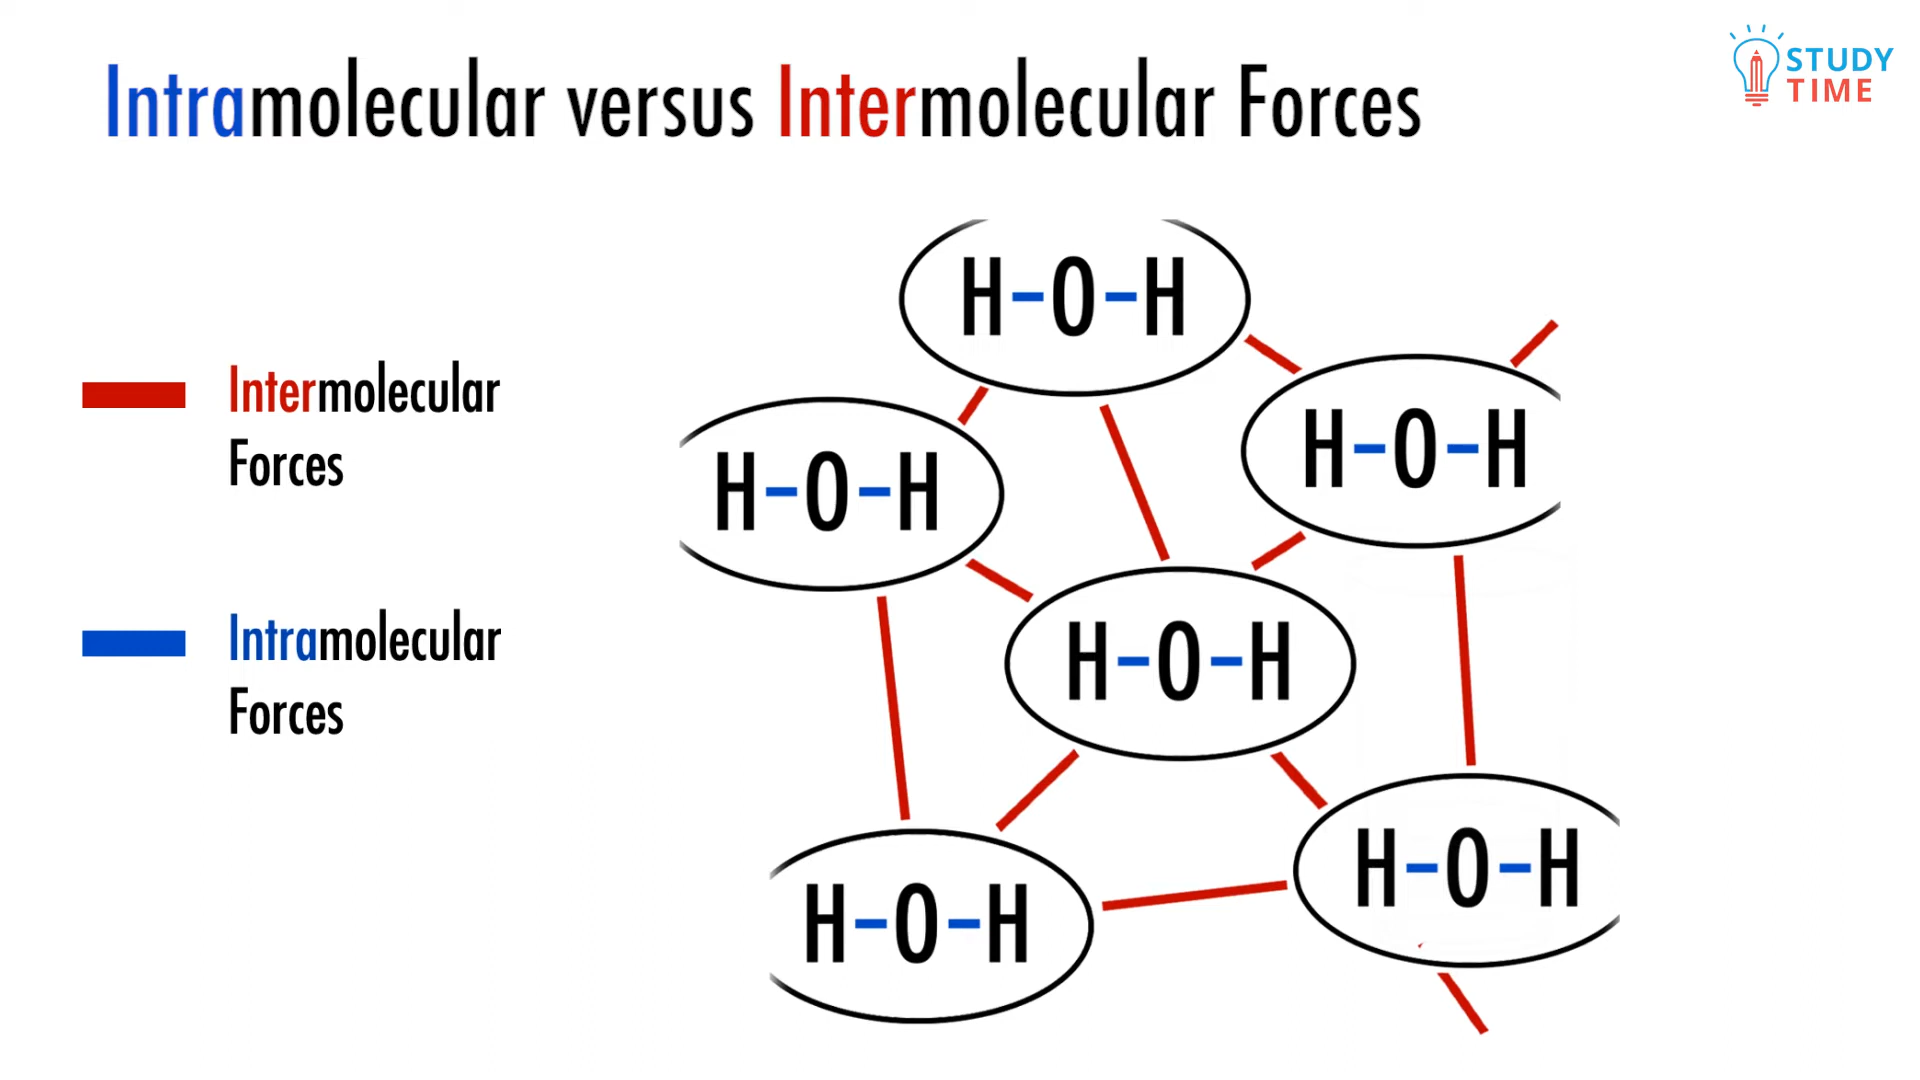 Intramolecular versus Intermolecular Forces
STUDY
TIME
Intermolecular
Forces
Intramolecular
Forces
H–O–H
H–O–H
H–O–H
H–O–H
H–O–H
H–O–H